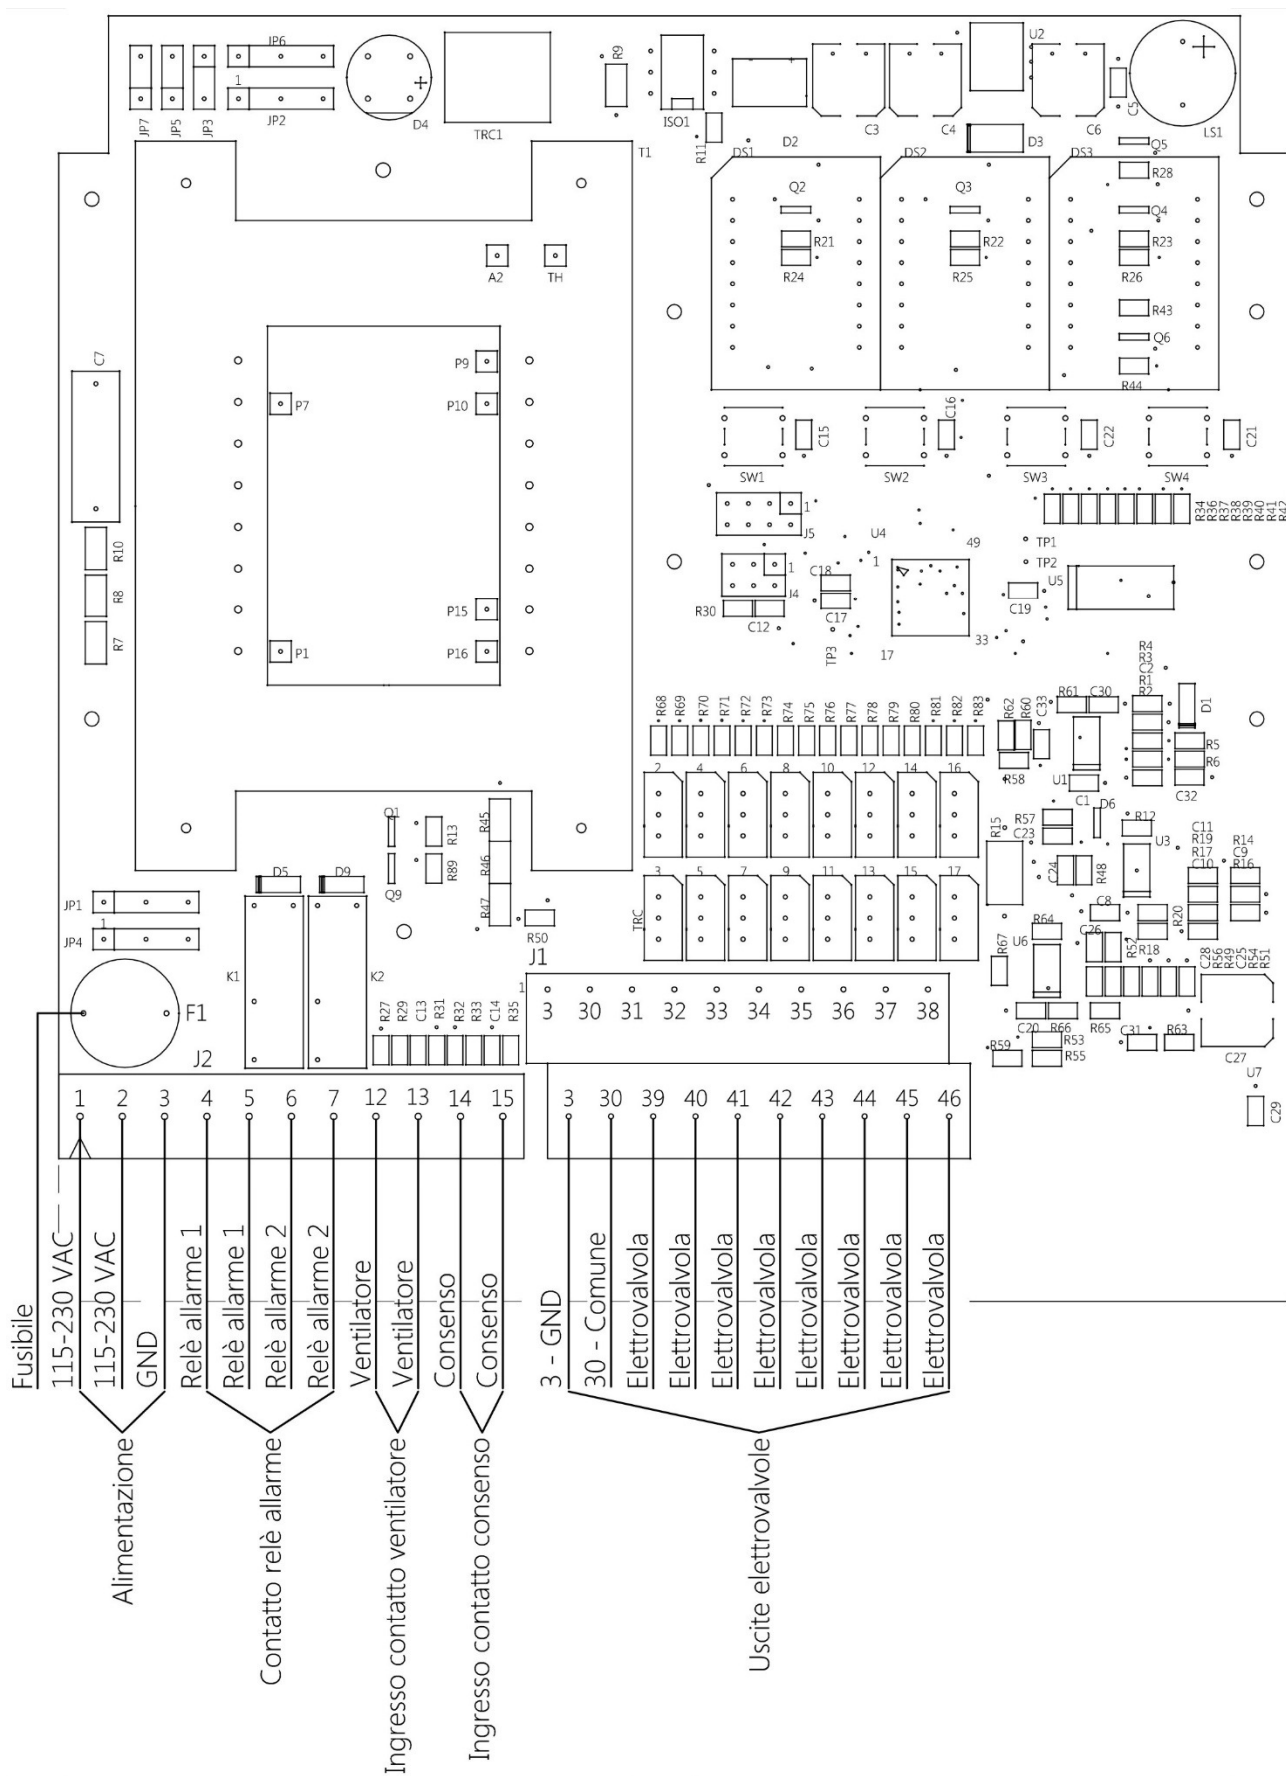 JP6
R9
U2
1
C5
JP7
JP5
JP3
JP2
D4
TRC1
ISO1
C3
C4
C6
LS1
R11
T1
DS1
D2
DS2
D3
DS3
Q5
R28
Q2
Q3
Q4
R21
R22
R23
R24
R25
R26
A2
TH
R43
Q6
R44
C7
P9
P7
P10
C15
C16
C22
C21
SW1
SW2
SW3
SW4
1
J5
U4
49
R34
R36
R37
R38
R39
R40
R41
R42
TP1
TP2
R10
1
J4
C18
1
U5
R8
P15
R30
C12
C17
C19
R7
P1
P16
TP3
17
33
R4
R3
C2
R1
R2
R68
R69
R70
R71
R72
R73
R74
R75
R76
R77
R78
R79
R80
R81
R82
R83
R62
R60
C33
R61
C30
D1
R5
R6
R58
U1
C32
2
4
6
8
10
12
14
16
C1
D6
Q1
R13
R45
R15
R57
C23
R12
U3
C11
R19
R17
C10
R14
C9
R16
Q9
R89
R46
C24
R48
D5
D9
3
5
7
9
11
13
15
17
TRC
JP1
1
JP4
R47
R50
C8
R20
R64
U6
C26
R52
R18
R67
K1
K2
J1
1
C28
R56
R49
C25
R54
R51
F1
3
30
31
32
33
34
35
36
37
38
R27
R29
C13
R31
R32
R33
C14
R35
C20
R66
R65
J2
R59
R53
R55
C31
R63
C27
U7
C29
1
2
3
4
5
6
7
12
13
14
15
3
30
39
40
41
42
43
44
45
46
Fusibile
115-230 VAC
115-230 VAC
GND
Relè allarme 1
Relè allarme 1
Relè allarme 2
Relè allarme 2
Ventilatore
Ventilatore
Consenso
Consenso
3 - GND
30 - Comune
Elettrovalvola
Elettrovalvola
Elettrovalvola
Elettrovalvola
Elettrovalvola
Elettrovalvola
Elettrovalvola
Elettrovalvola
Alimentazione
Contatto relè allarme
Ingresso contatto ventilatore
Ingresso contatto consenso
Uscite elettrovalvole